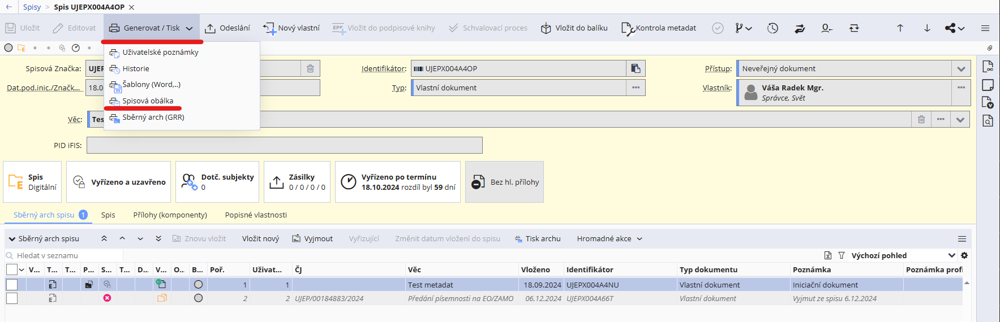 Spisy > Spis UJEPX004A4OP
Uložit Editovat Generovat / Tisk Odeslání Nový vlastní Vložit do podpisové knihy Schvalovací proces Vložit do balíku Kontrola metadat
Uživatelské poznámky
Historie
Šablony (Word,..)
Spisová obálka
Sběrný arch (GRR)
Spisová Značka: Identifikátor: UJEPX004A4OP Přístup: Neveřejný dokument
Dat.pod.inic./Značk... 18.0 Typ: Vlastní dokument Vlastník: Váša Radek Mgr.
Správce, Svět
Věc: Tes
PID iFIS:
Spis
Digitální
Vyřízeno a uzavřeno
Dotč. subjekty
0
Zásilky
0 / 0 / 0 / 0
Vyřízeno po termínu
18.10.2024 rozdíl byl 59 dní
Bez hl. přílohy
Sběrný arch spisu 1 Spis Přílohy (komponenty) Popisné vlastnosti
Sběrný arch spisu Znovu vložit Vložit nový Vyjmout Vyřizující Změnit datum vložení do spisu Tisk archu Hromadné akce
Hledat v seznamu Výchozí pohled
V... T... T... P... S... T... D... V... O... B... Poř. Uživat... ČJ Věc Vloženo Identifikátor Typ dokumentu Poznámka Poznámka profi
1 1 Test metadat 18.09.2024 UJEPX004A4NU Vlastní dokument Iniciační dokument
2 2 UJEP/00184883/2024 Předání písemnosti na EO/ZAMO 06.12.2024 UJEPX004A66T Vlastní dokument Vyjmut ze spisu 6.12.2024